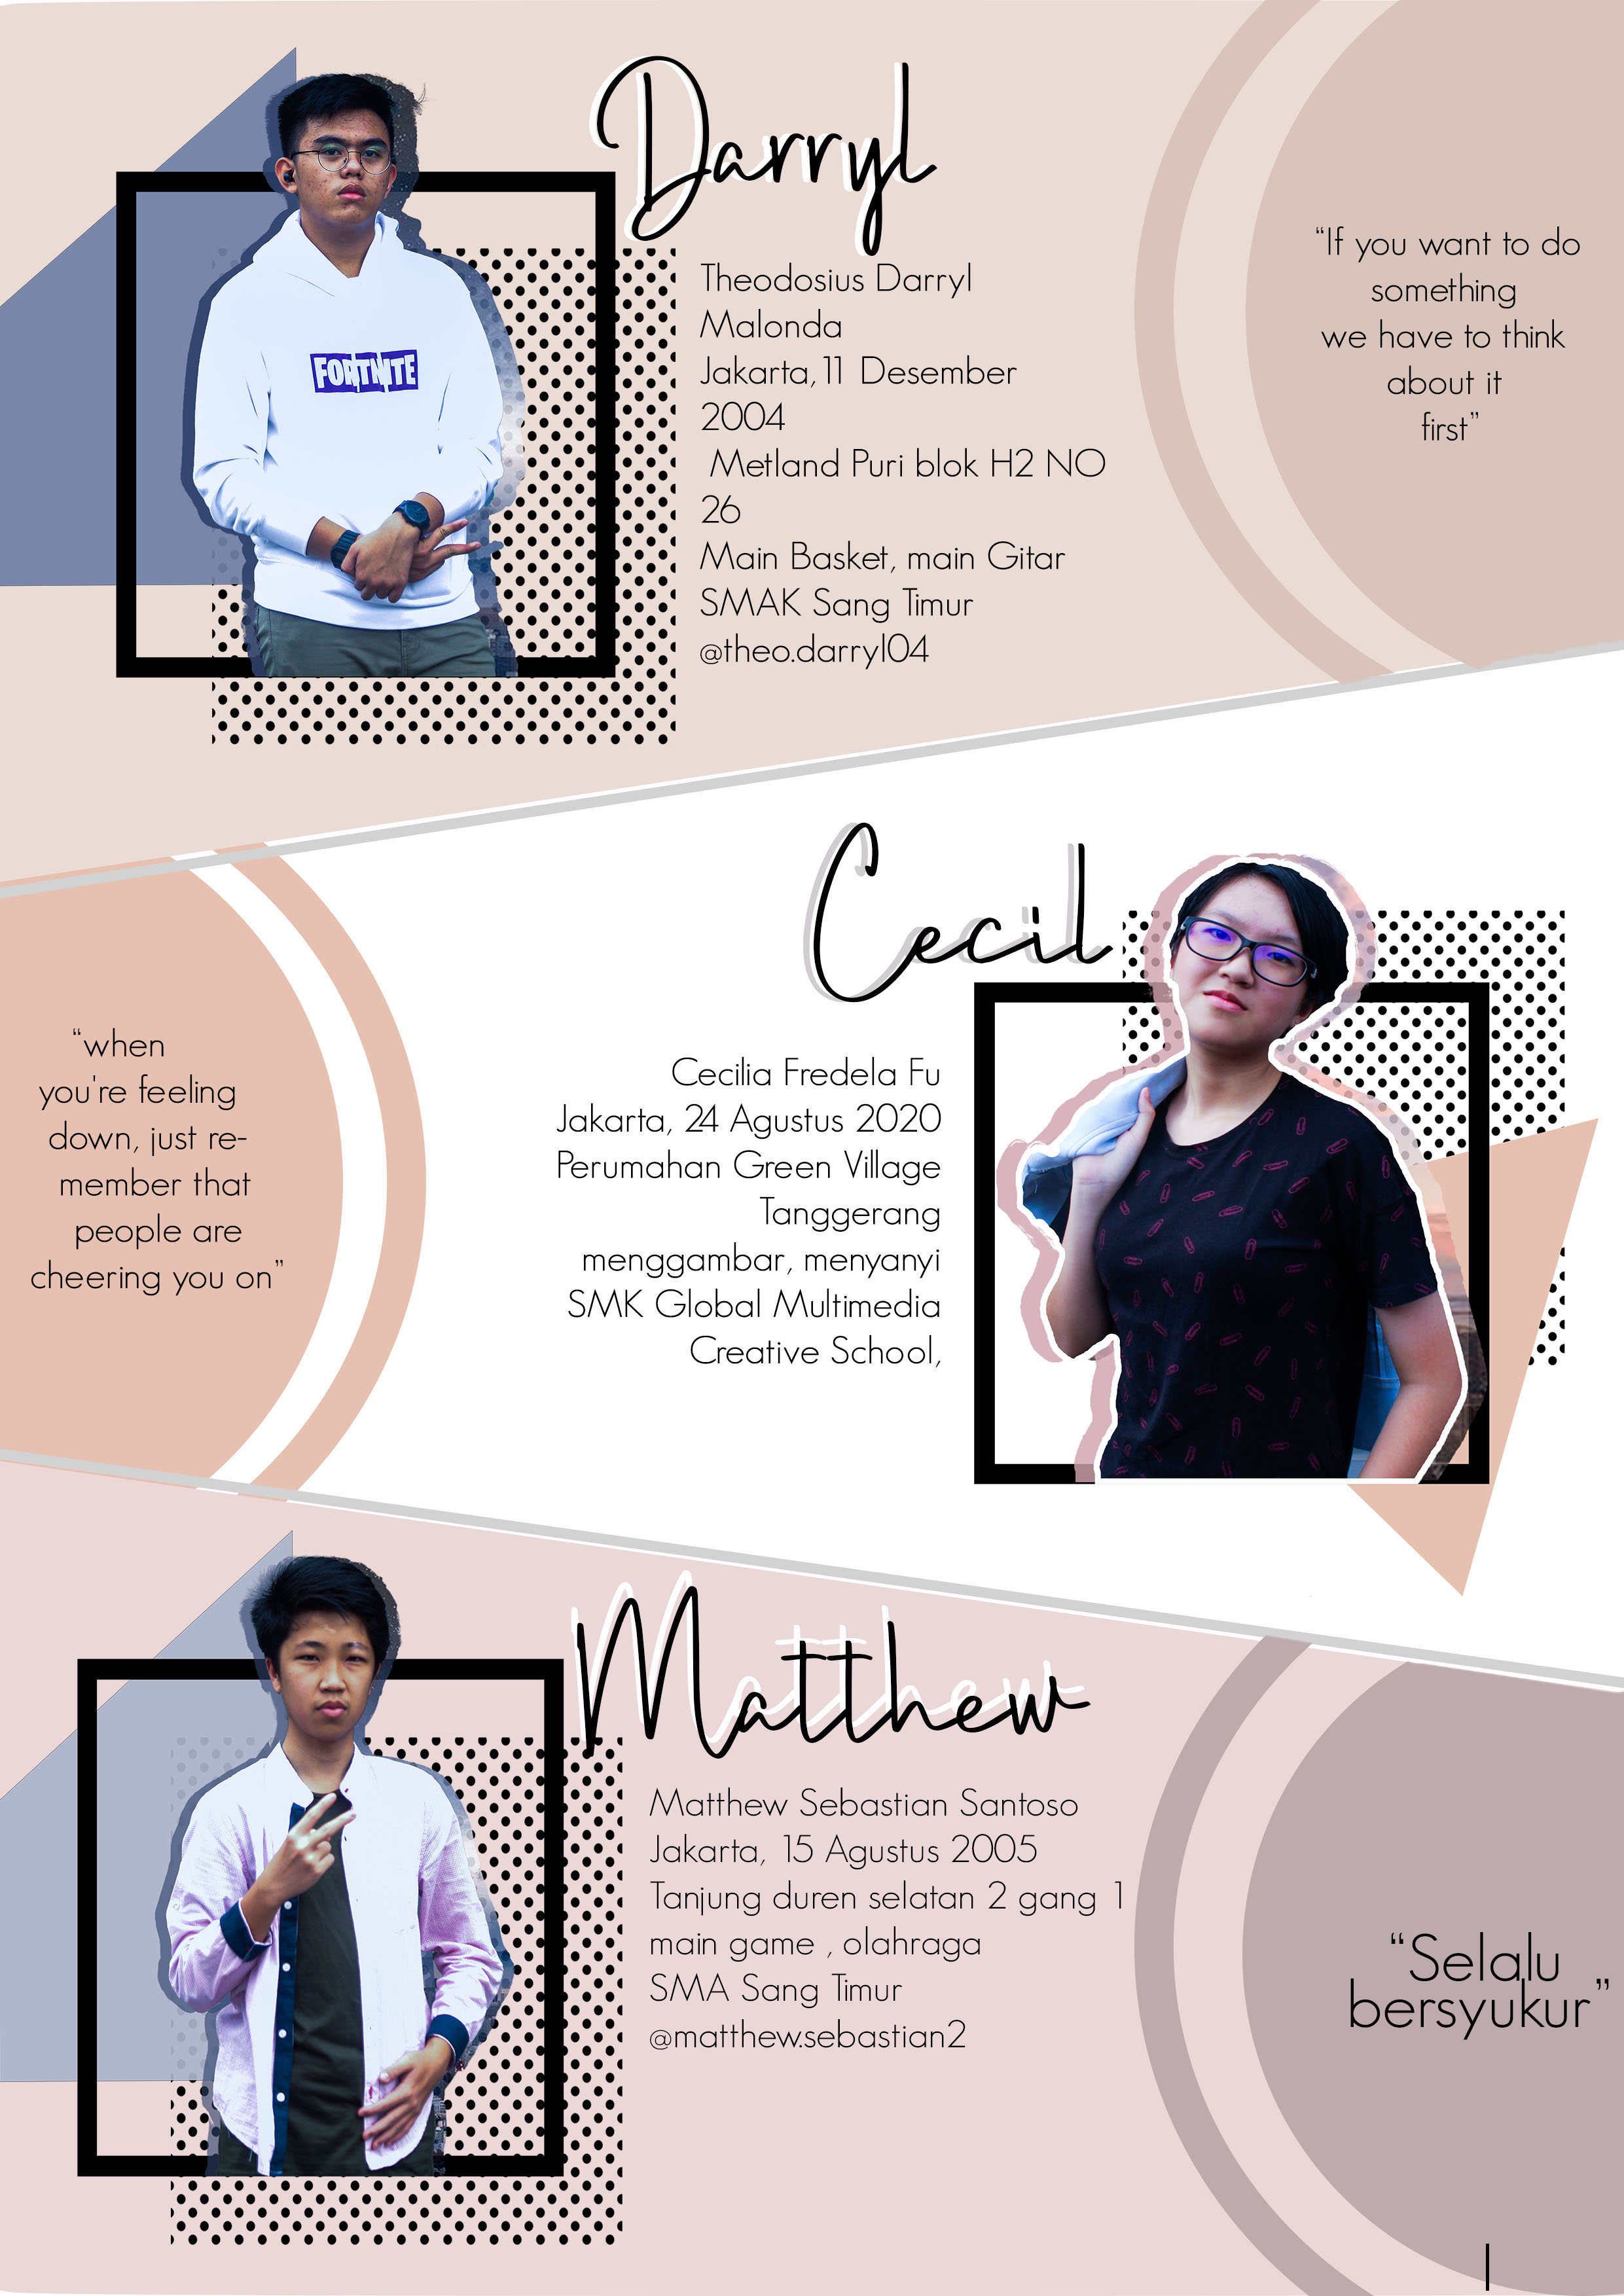 Darryl
FORTNITE
Theodosius Darryl
Malonda
Jakarta,11 Desember
2004
Metland Puri blok H2 NO
26
Main Basket, main Gitar
SMAK Sang Timur
@theo.darryl04
“If you want to do
something
we have to think
about it
first”
Cecil
“when
you're feeling
down, just re-
member that
people are
cheering you on”
Cecilia Fredela Fu
Jakarta, 24 Agustus 2020
Perumahan Green Village
Tanggerang
menggambar, menyanyi
SMK Global Multimedia
Creative School,
Matthew
Matthew Sebastian Santoso
Jakarta, 15 Agustus 2005
Tanjung duren selatan 2 gang 1
main game , olahraga
SMA Sang Timur
@matthew.sebastian2
“Selalu
bersyukur”